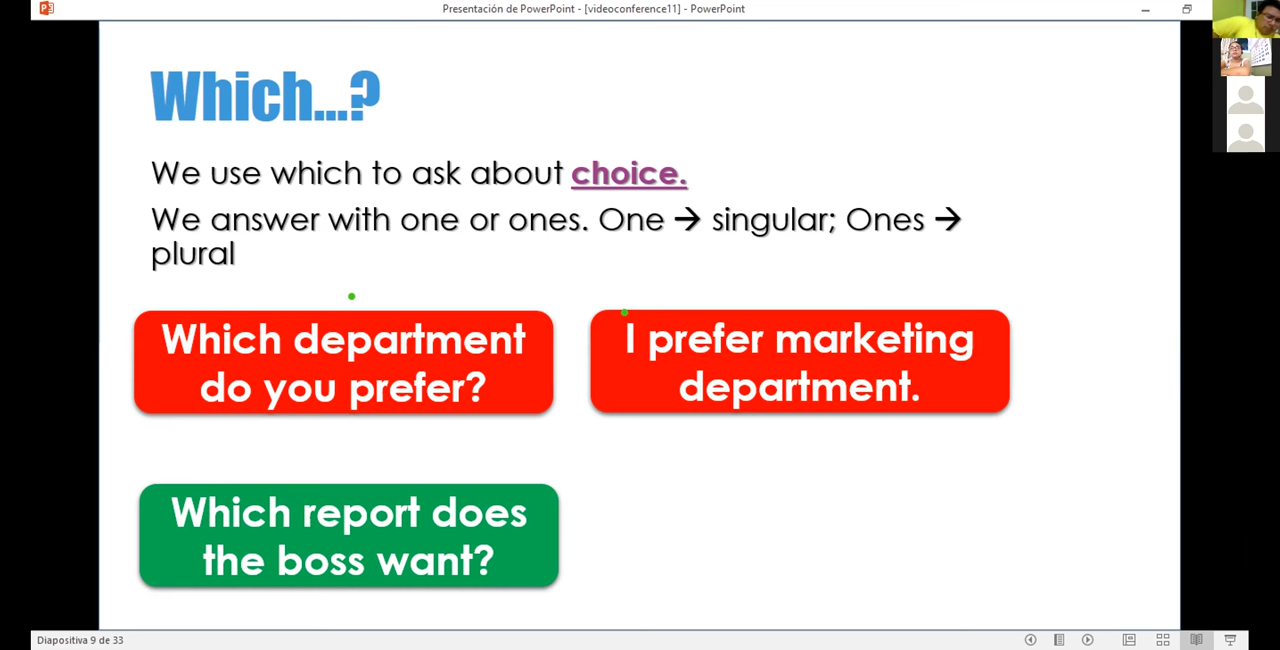 Presentación de PowerPoint - [videoconference11] - PowerPoint
Which...?
We use which to ask about choice.
We answer with one or ones. One → singular; Ones →
plural
Which department
do you prefer?
I prefer marketing
department.
Which report does
the boss want?
Diapositiva 9 de 33